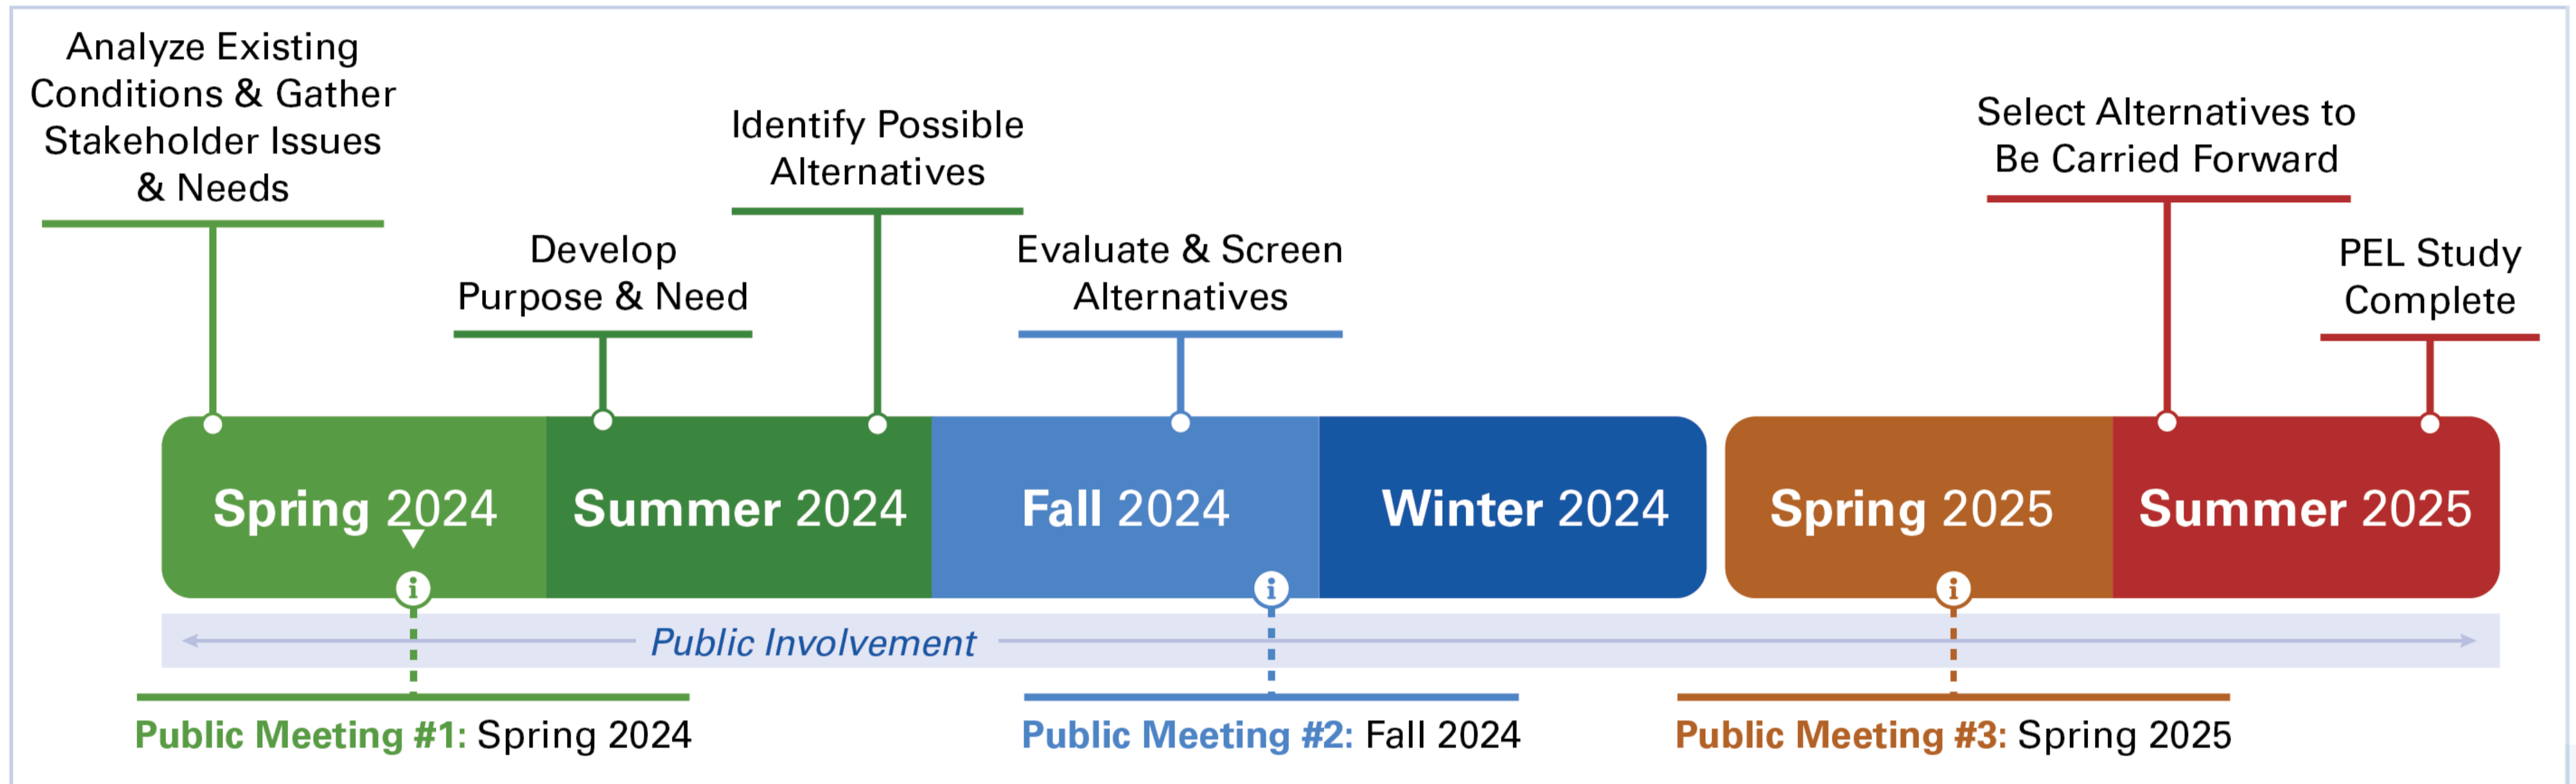 Analyze Existing
Conditions & Gather
Stakeholder Issues
& Needs
Develop
Purpose & Need
Identify Possible
Alternatives
Evaluate & Screen
Alternatives
Select Alternatives to
Be Carried Forward
PEL Study
Complete
Spring 2024
Summer 2024
Fall 2024
Winter 2024
Spring 2025
Summer 2025
i
i
i
Public Involvement
Public Meeting #1: Spring 2024
Public Meeting #2: Fall 2024
Public Meeting #3: Spring 2025